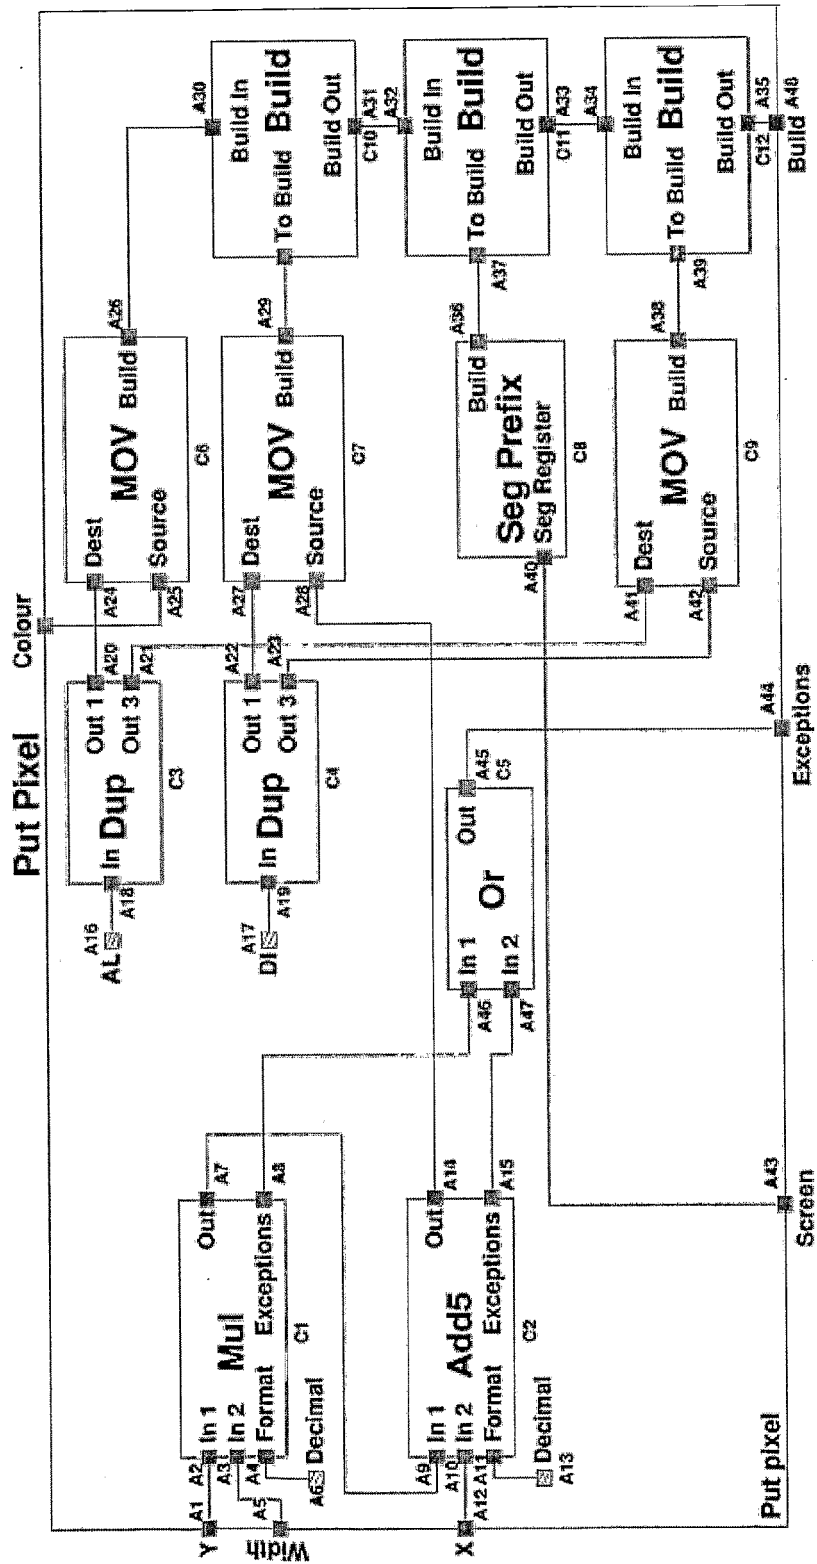 Put Pixel
Colour
Y
A1
A2
In 1
Out
A7
A3
In 2
Mul
Width
A5
A4
Format
Exceptions
A8
C1
A6
Decimal
A9
In 1
Out
A14
A10
In 2
Add5
X
A12
A11
Format
Exceptions
A15
C2
Decimal
A13
A16
AL
A18
In
Dup
Out 1
A20
Out 3
A21
C3
A17
DI
A19
In
Dup
Out 1
A22
Out 3
A23
C4
A46
In 1
Or
Out
A45
C5
A47
In 2
A24
Dest
MOV
Build
A26
A25
Source
C6
A27
Dest
MOV
Build
A29
A28
Source
C7
Build
A36
Seg Prefix
A40
Seg Register
C8
A41
Dest
MOV
Build
A38
A42
Source
C9
A30
Build In
To Build
Build
Build Out
C10
A31
A32
Build In
To Build
Build
Build Out
A37
C11
A33
A34
Build In
To Build
Build
Build Out
A39
C12
A35
A48
Build
Put pixel
A43
Screen
A44
Exceptions